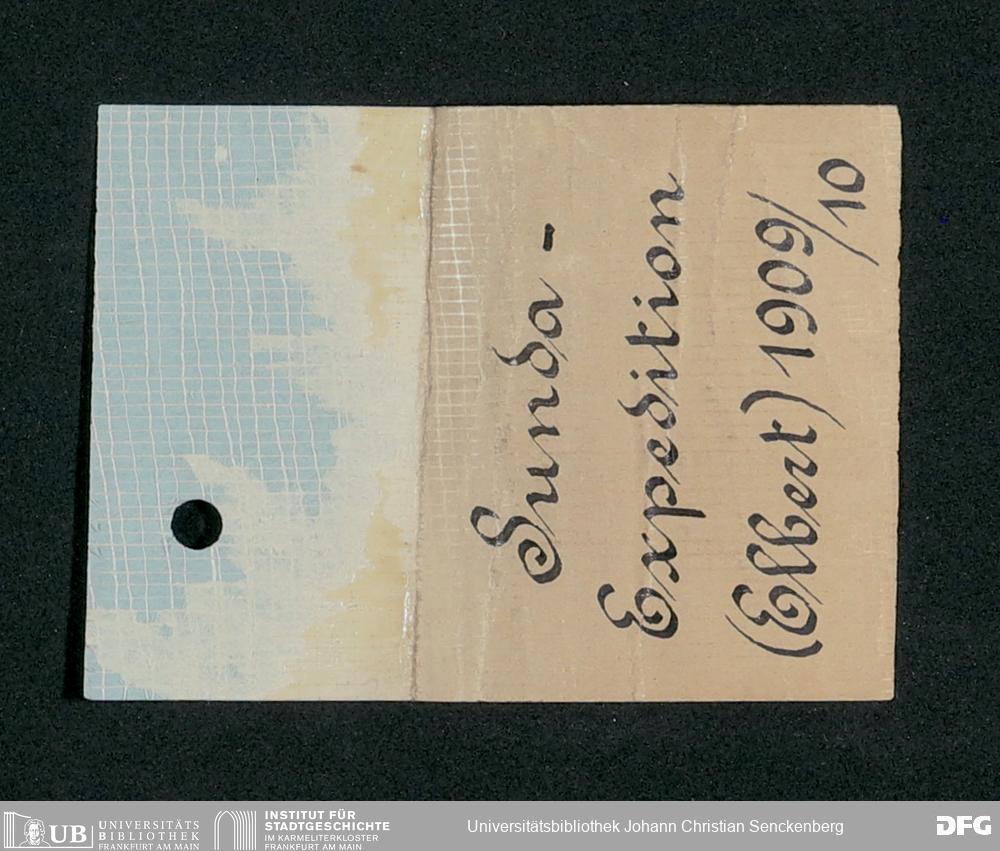 Sunda -
Expedition
(Elbert) 1909/10
UB
UNIVERSITÄTS
BIBLIOTHEK
FRANKFURT AM MAIN
INSTITUT FÜR
STADTGESCHICHTE
IM KARMELITERKLOSTER
FRANKFURT AM MAIN
Universitätsbibliothek Johann Christian Senckenberg
DFG